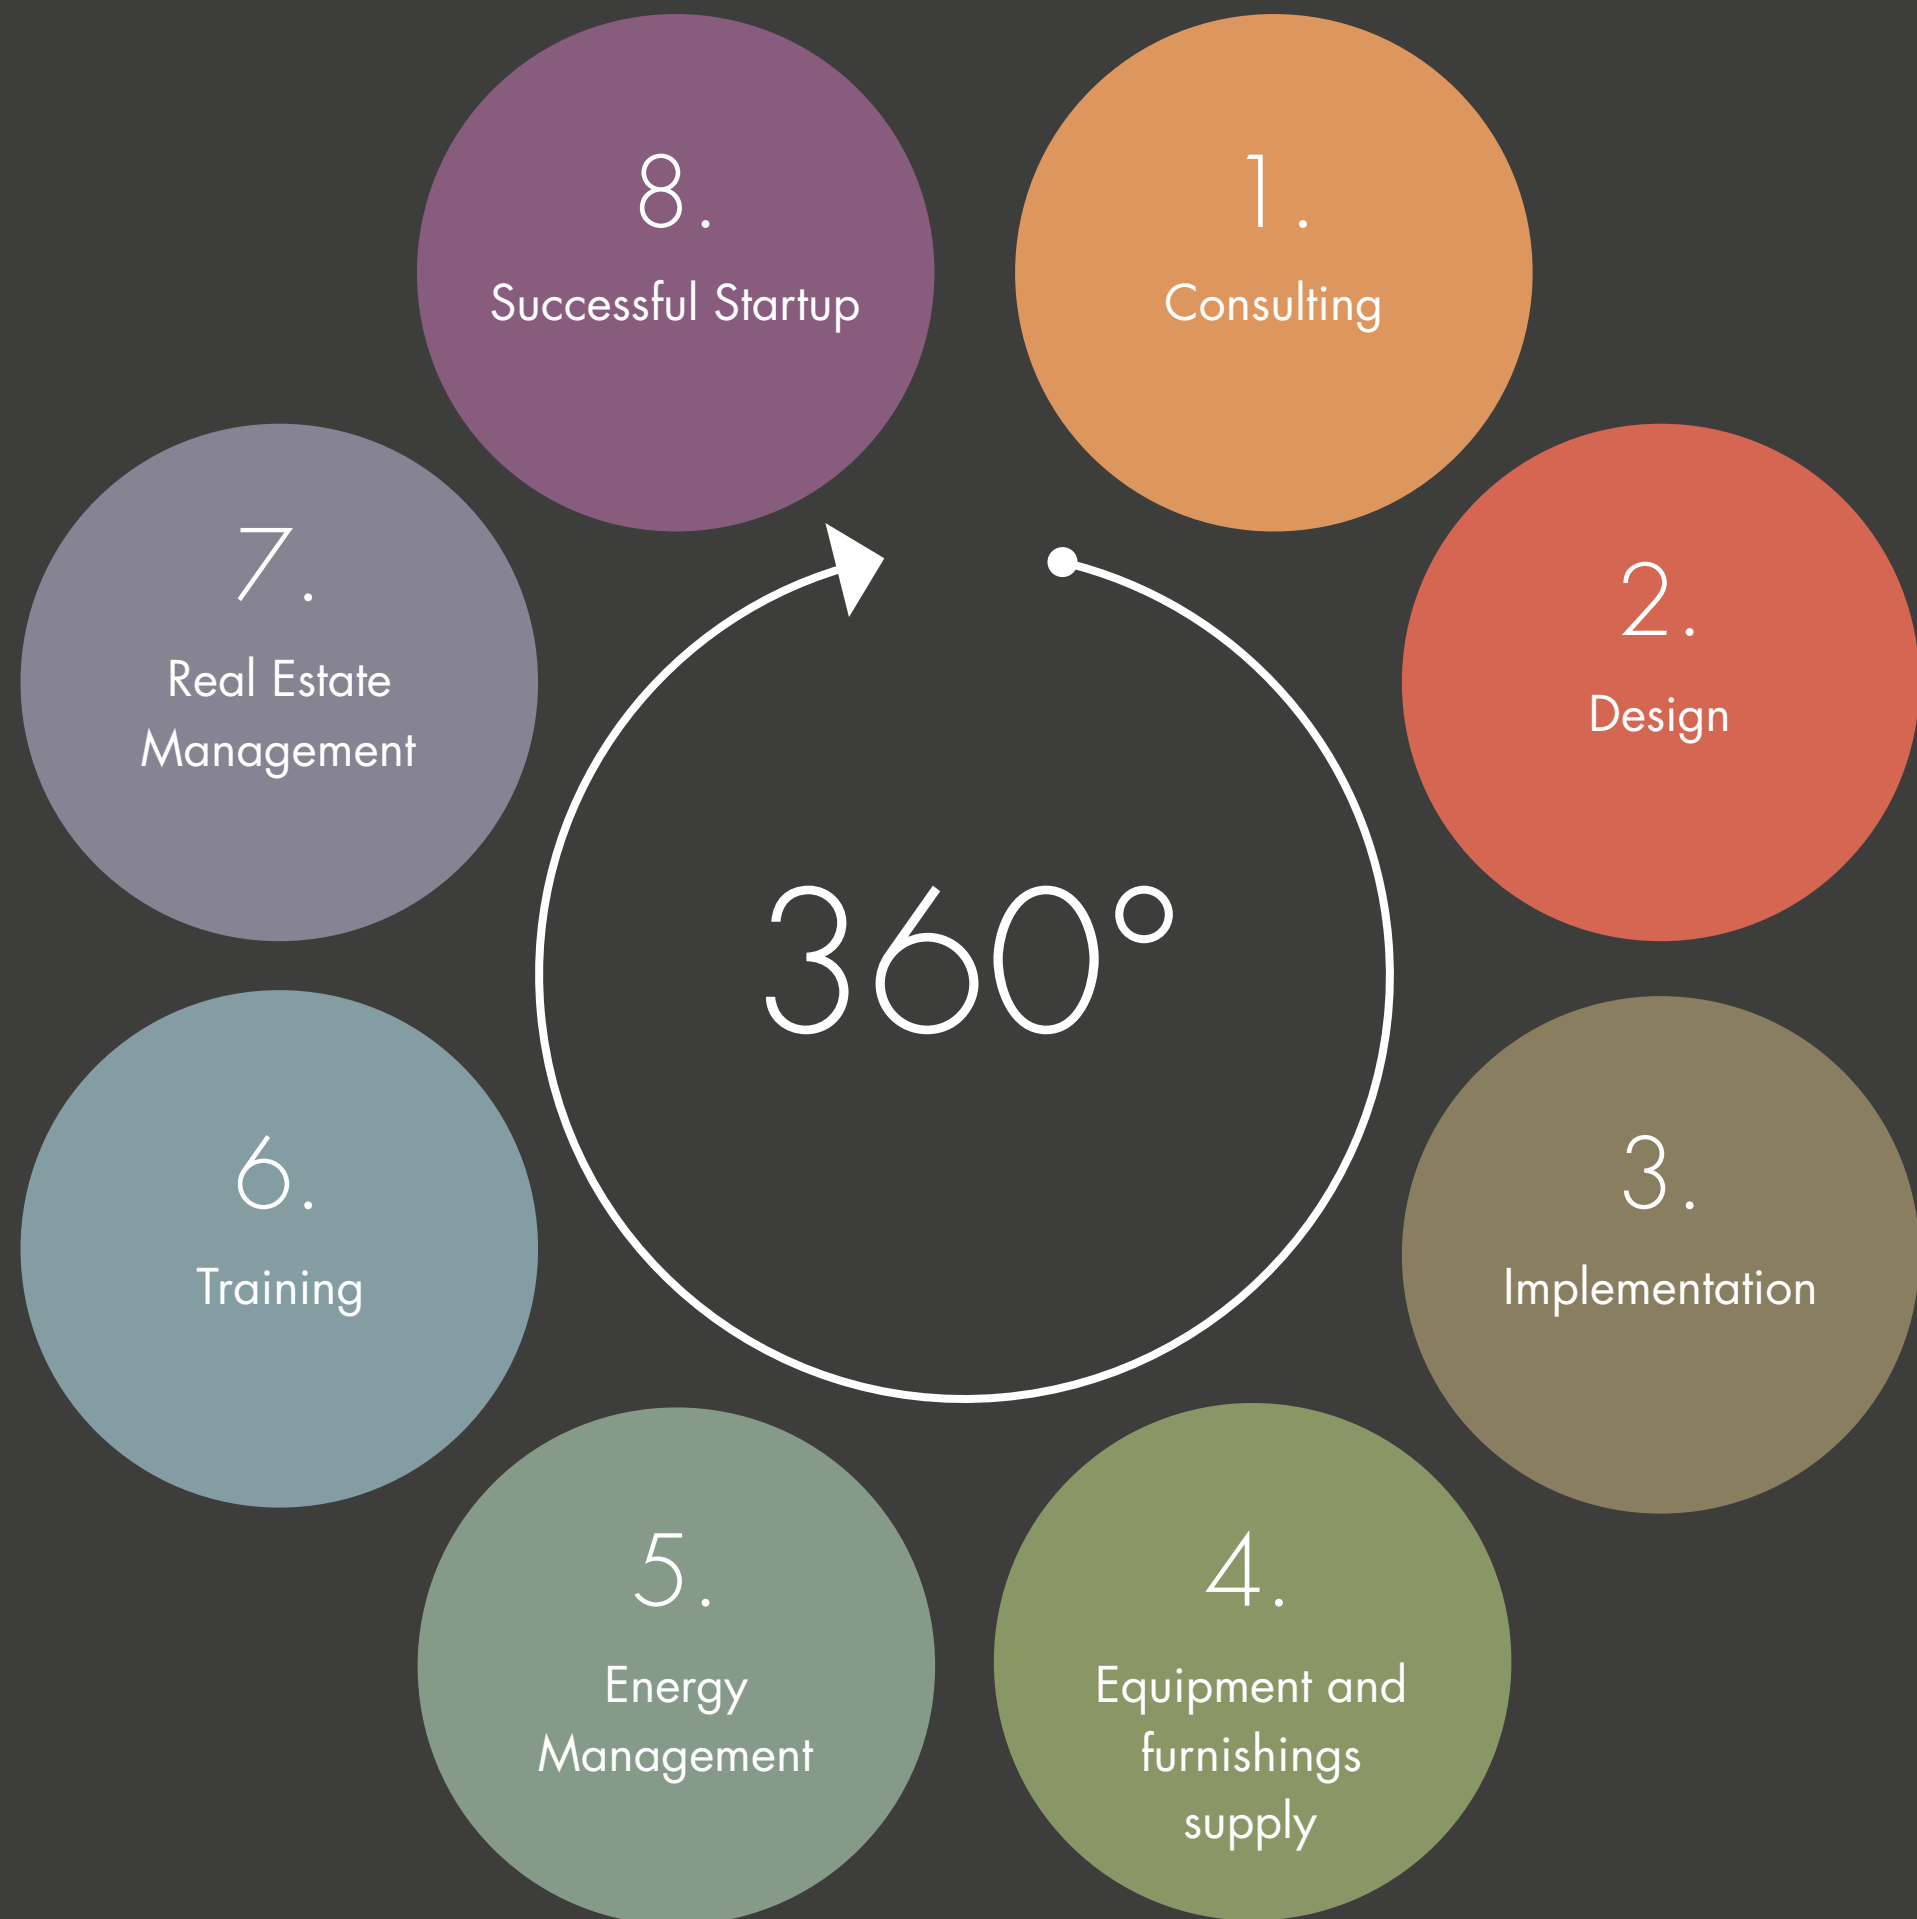 1.
Consulting
2.
Design
3.
Implementation
4.
Equipment and
furnishings
supply
5.
Energy
Management
6.
Training
7.
Real Estate
Management
8.
Successful Startup
360°